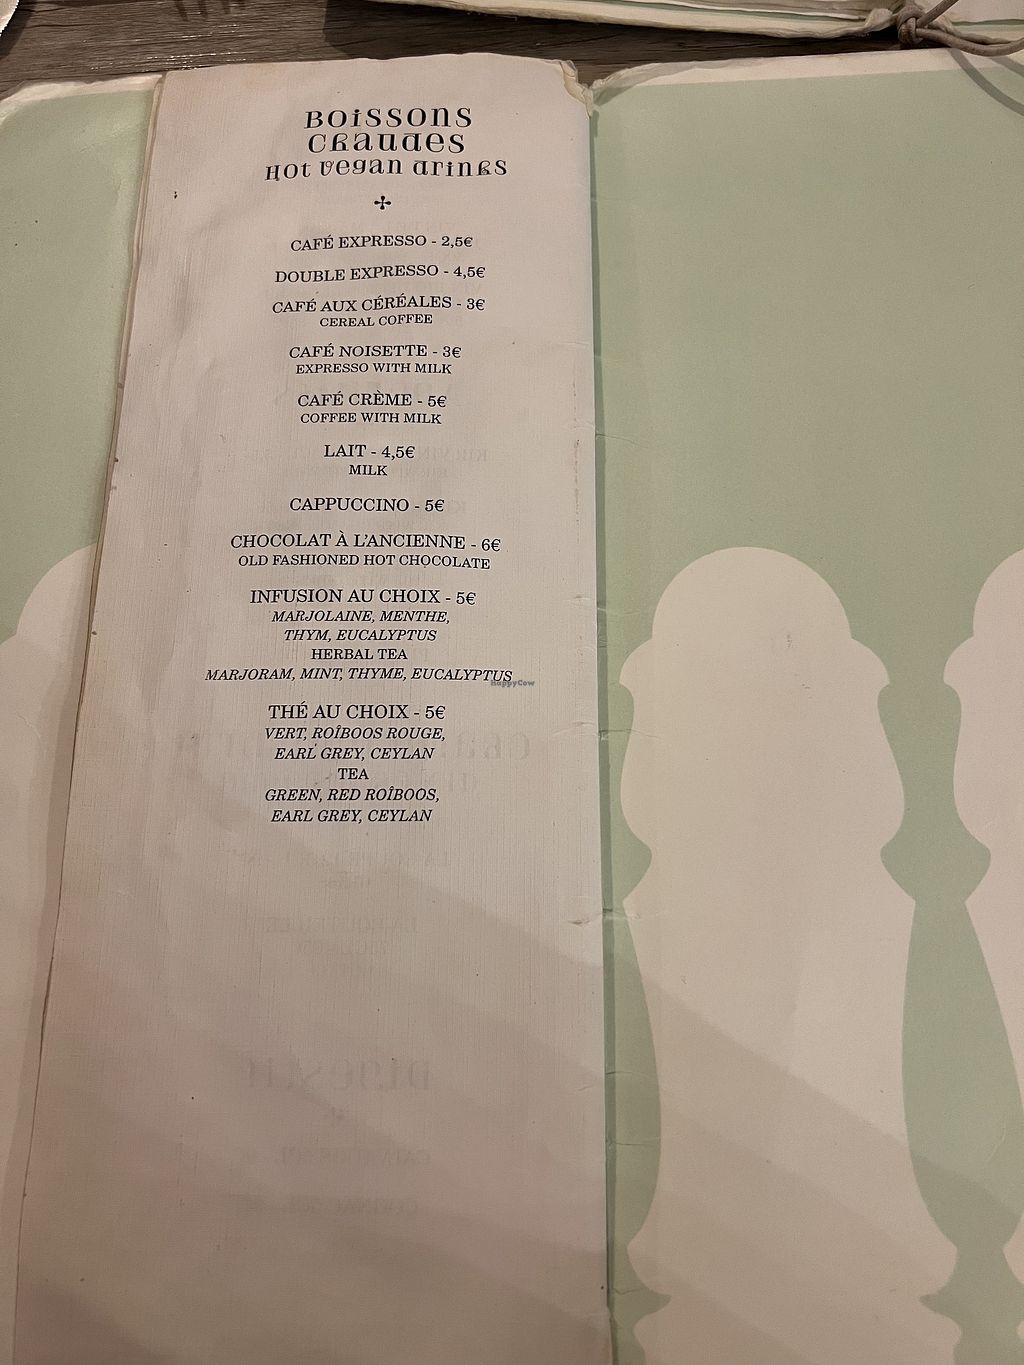 Boissons
Chaudes
Hot vegan drinks
CAFÉ EXPRESSO - 2,5€
DOUBLE EXPRESSO - 4,5€
CAFÉ AUX CÉRÉALES - 3€
CEREAL COFFEE
CAFÉ NOISETTE - 3€
EXPRESSO WITH MILK
CAFÉ CRÈME - 5€
COFFEE WITH MILK
LAIT - 4,5€
MILK
CAPPUCCINO - 5€
CHOCOLAT À L'ANCIENNE - 6€
OLD FASHIONED HOT CHOCOLATE
INFUSION AU CHOIX - 5€
MARJOLAINE, MENTHE,
THYM, EUCALYPTUS
HERBAL TEA
MARJORAM, MINT, THYME, EUCALYPTUS
HappyCow
THÉ AU CHOIX - 5€
VERT, ROÎBOOS ROUGE,
EARL GREY, CEYLAN
TEA
GREEN, RED ROÎBOOS,
EARL GREY, CEYLAN